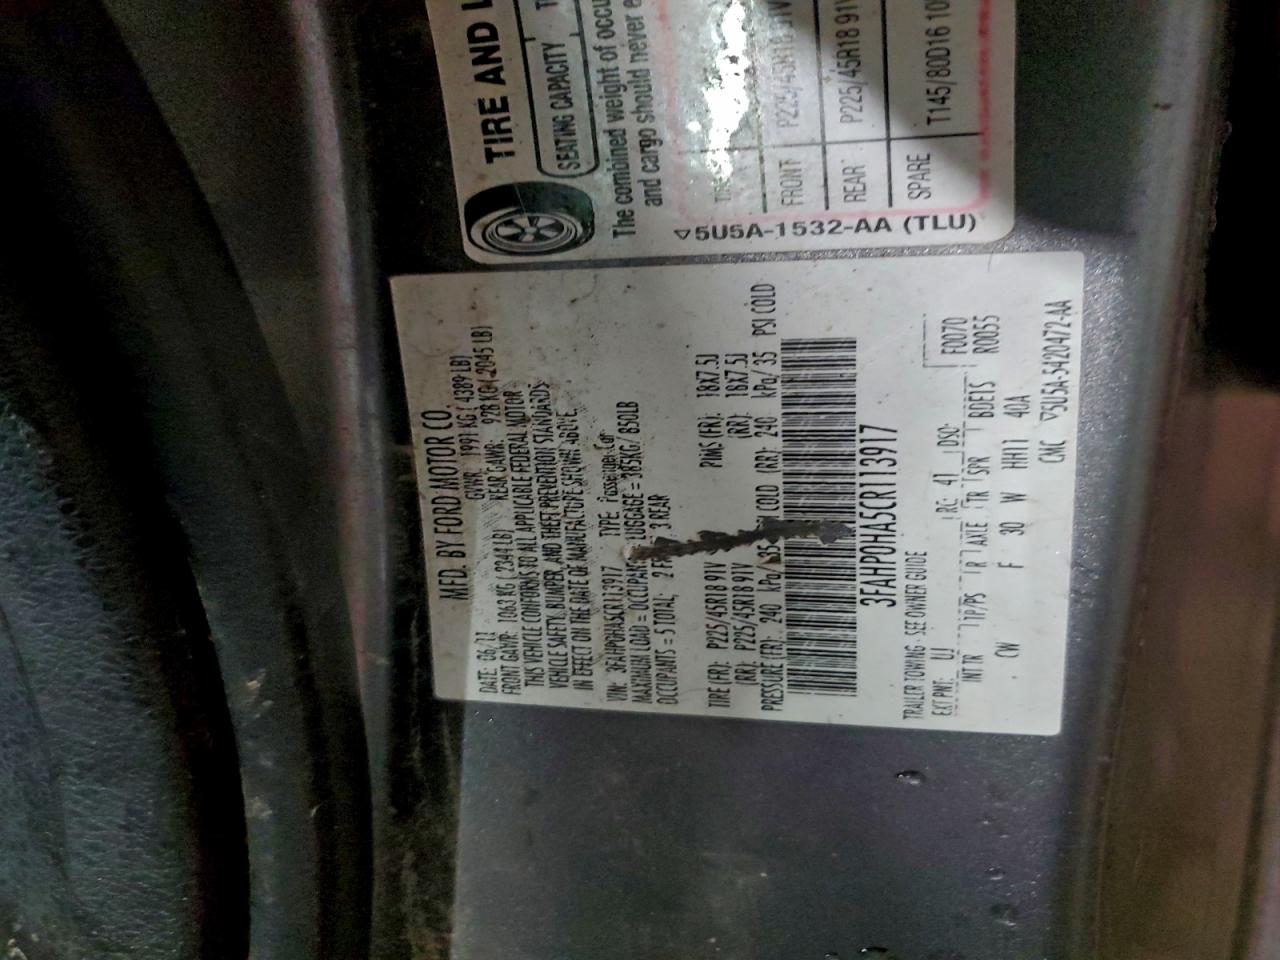 MFD. BY FORD MOTOR CO.
DATE: 06/11 GVWR: 1991 KG ( 4389 LB)
FRONT GAWR: 1063 KG ( 2344 LB) REAR GAWR: 928 KG ( 2045 LB)
THIS VEHICLE CONFORMS TO ALL APPLICABLE FEDERAL MOTOR
VEHICLE SAFETY, BUMPER, AND THEFT PREVENTION STANDARDS
IN EFFECT ON THE DATE OF MANUFACTURE SHOWN ABOVE
VIN: 3FAHP0HA5CR113917 TYPE: Passenger Car
MAXIMUM LOAD = OCCUPANTS LUGGAGE = 385KG/ 850LB
OCCUPANTS = 5 TOTAL, 2 FR 3 REAR
TIRE (FR): P225/45R18 91V RIMS (FR): 18X7.5J
(RR): P225/45R18 91V (RR): 18X7.5J
PRESSURE (FR): 240 kPa/ 35 COLD (RR): 240 kPa/ 35 PSI COLD
3FAHP0HA5CR113917
TRAILER TOWING- SEE OWNER GUIDE
EXT PNT: UJ RC: 41 DSO: F0070
INT TR TP/PS R AXLE TR SPR BDE1S R0055
CW F 30 W HH11 40A
CMC ▽5U5A-5420472-AA
TIRE AND L
SEATING CAPACITY
The combined weight of occu
and cargo should never e
FRONT P225/45R18 91V
REAR P225/45R18 91V
SPARE T145/80D16 10
▽5U5A-1532-AA (TLU)